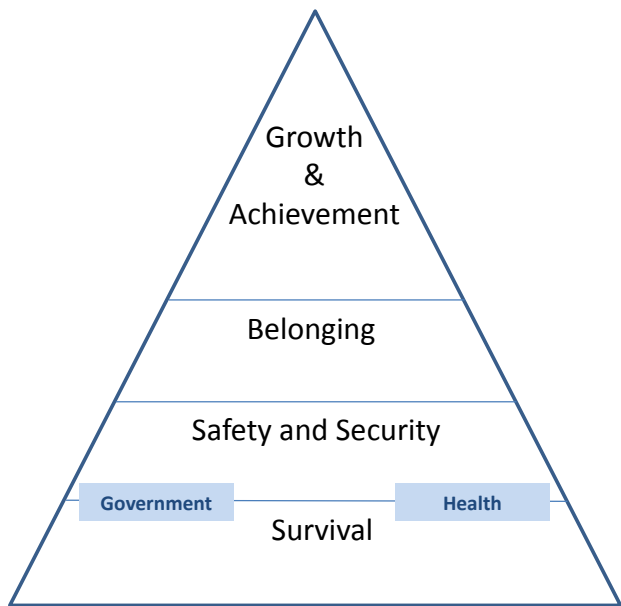 Growth
&
Achievement
Belonging
Safety and Security
Government
Health
Survival